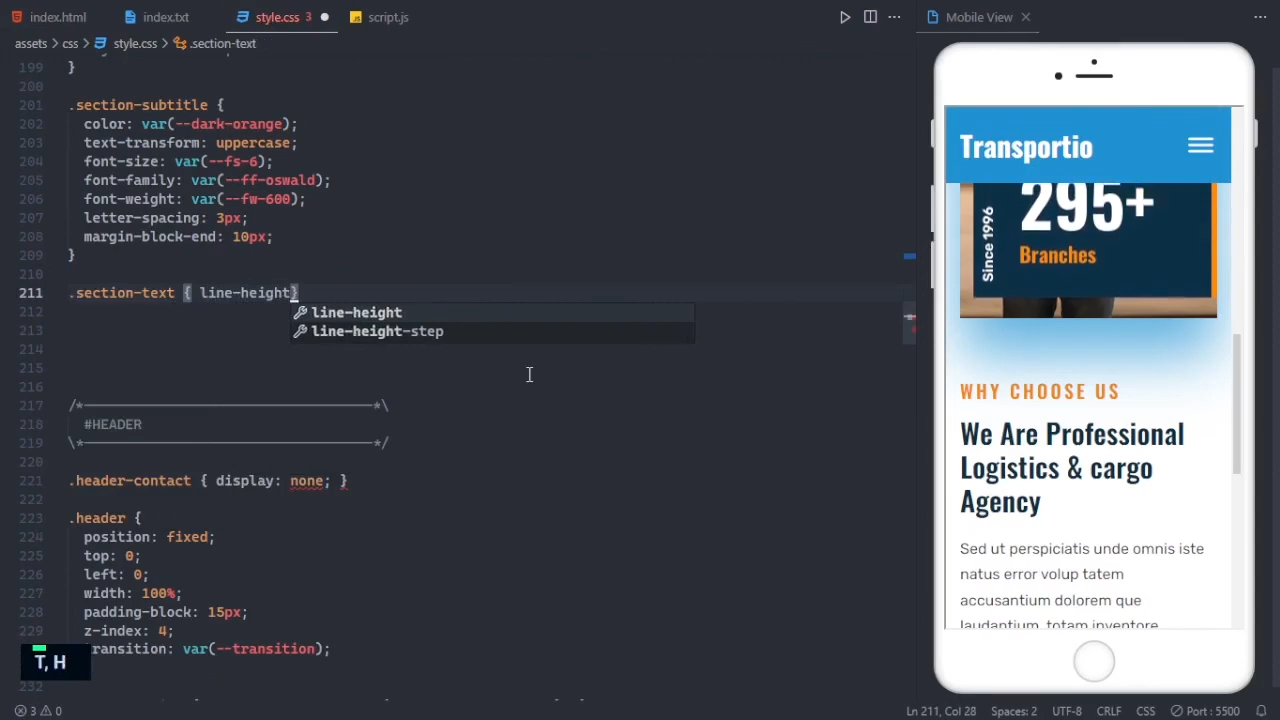 index.html index.txt style.css 3 script.js Mobile View
assets > css > style.css > .section-text
199 }
200
201 .section-subtitle {
202 color: var(--dark-orange);
203 text-transform: uppercase;
204 font-size: var(--fs-6);
205 font-family: var(--ff-oswald);
206 font-weight: var(--fw-600);
207 letter-spacing: 3px;
208 margin-block-end: 10px;
209 }
210
211 .section-text { line-height}
line-height
line-height-step
212
213
214
215
216
217 /*-----------------------------------*\
218 #HEADER
219 \*-----------------------------------*/
220
221 .header-contact { display: none; }
222
223 .header {
224 position: fixed;
225 top: 0;
226 left: 0;
227 width: 100%;
228 padding-block: 15px;
229 z-index: 4;
transition: var(--transition);
232
T, H
Transportio
Since 1996
295+
Branches
WHY CHOOSE US
We Are Professional
Logistics & cargo
Agency
Sed ut perspiciatis unde omnis iste
natus error volup tatem
accusantium dolorem que
laudantium, totam inventore
3 0 Ln 211, Col 28 Spaces: 2 UTF-8 CRLF CSS Port : 5500